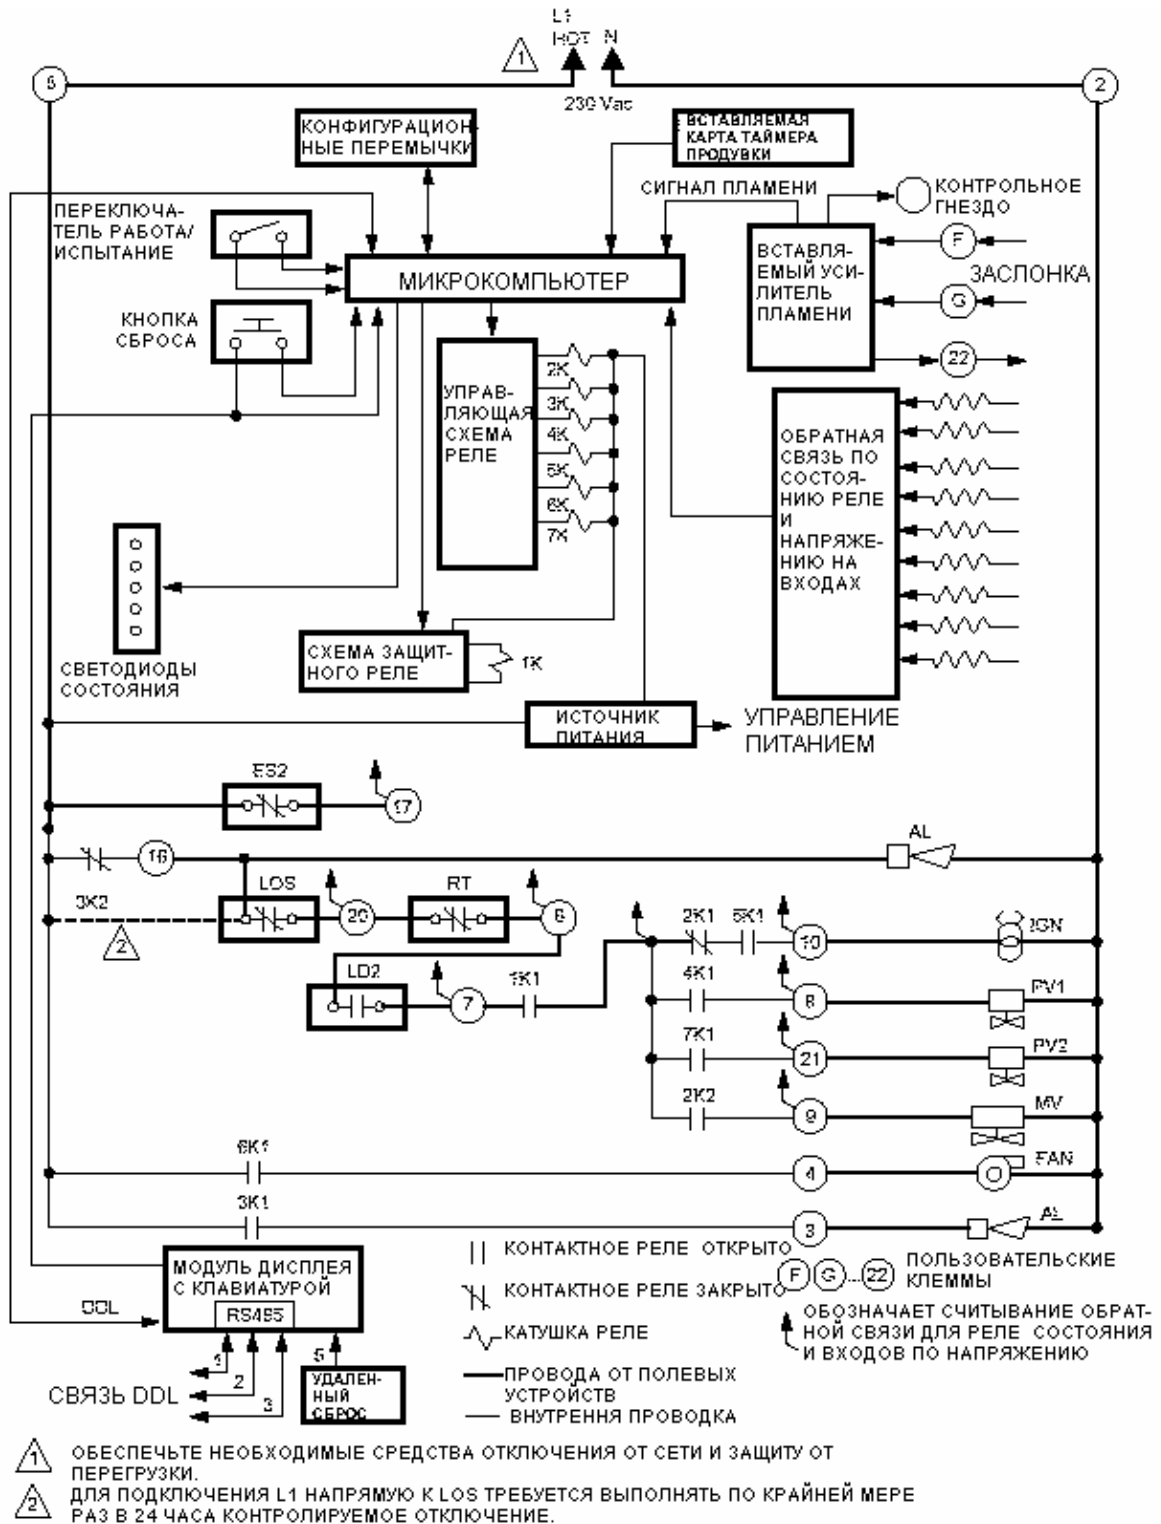 L1
HOT N
1
5
2
230 Vac
КОНФИГУРАЦИОН-
НЫЕ ПЕРЕМЫЧКИ
ВСТАВЛЯЕМАЯ
КАРТА ТАЙМЕРА
ПРОДУВКИ
СИГНАЛ ПЛАМЕНИ
КОНТРОЛЬНОЕ
ГНЕЗДО
ПЕРЕКЛЮЧА-
ТЕЛЬ РАБОТА/
ИСПЫТАНИЕ
ВСТАВЛЯ-
ЕМЫЙ УСИ-
ЛИТЕЛЬ
ПЛАМЕНИ
F
ЗАСЛОНКА
G
22
МИКРОКОМПЬЮТЕР
КНОПКА
СБРОСА
УПРАВ-
ЛЯЮЩАЯ
СХЕМА
РЕЛЕ
2K
3K
4K
5K
6K
7K
ОБРАТНАЯ
СВЯЗЬ ПО
СОСТОЯ-
НИЮ РЕЛЕ
И
НАПРЯЖЕ-
НИЮ НА
ВХОДАХ
СВЕТОДИОДЫ
СОСТОЯНИЯ
СХЕМА ЗАЩИТ-
НОГО РЕЛЕ
1K
ИСТОЧНИК
ПИТАНИЯ
УПРАВЛЕНИЕ
ПИТАНИЕМ
ES2
17
16
AL
3K2
2
LOS
20
RT
6
LD2
7
1K1
2K1 5K1
10
IGN
4K1
8
PV1
7K1
21
PV2
2K2
9
MV
6K1
4
FAN
3K1
3
AL
МОДУЛЬ ДИСПЛЕЯ
С КЛАВИАТУРОЙ
RS485
DDL
1
2
3
5
СВЯЗЬ DDL
УДАЛЕН-
НЫЙ
СБРОС
КОНТАКТНОЕ РЕЛЕ ОТКРЫТО
КОНТАКТНОЕ РЕЛЕ ЗАКРЫТО
КАТУШКА РЕЛЕ
ПРОВОДА ОТ ПОЛЕВЫХ
УСТРОЙСТВ
ВНУТРЕННЯ ПРОВОДКА
F G ...22 ПОЛЬЗОВАТЕЛЬСКИЕ
КЛЕММЫ
ОБОЗНАЧАЕТ СЧИТЫВАНИЕ ОБРАТ-
НОЙ СВЯЗИ ДЛЯ РЕЛЕ СОСТОЯНИЯ
И ВХОДОВ ПО НАПРЯЖЕНИЮ
1 ОБЕСПЕЧЬТЕ НЕОБХОДИМЫЕ СРЕДСТВА ОТКЛЮЧЕНИЯ ОТ СЕТИ И ЗАЩИТУ ОТ
ПЕРЕГРУЗКИ.
2 ДЛЯ ПОДКЛЮЧЕНИЯ L1 НАПРЯМУЮ К LOS ТРЕБУЕТСЯ ВЫПОЛНЯТЬ ПО КРАЙНЕЙ МЕРЕ
РАЗ В 24 ЧАСА КОНТРОЛИРУЕМОЕ ОТКЛЮЧЕНИЕ.